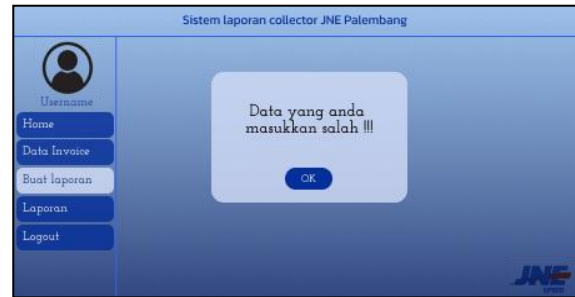 Sistem laporan collector JNE Palembang
Username
Home
Data Invoice
Buat laporan
Laporan
Logout
Data yang anda
masukkan salah !!!
OK
JNE